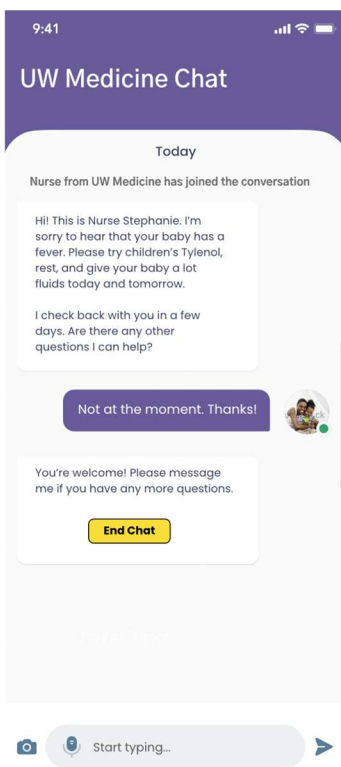 9:41
UW Medicine Chat
Today
Nurse from UW Medicine has joined the conversation
Hi! This is Nurse Stephanie. I'm
sorry to hear that your baby has a
fever. Please try children's Tylenol,
rest, and give your baby a lot
fluids today and tomorrow.
I check back with you in a few
days. Are there any other
questions I can help?
Not at the moment. Thanks!
You're welcome! Please message
me if you have any more questions.
End Chat
Start typing...